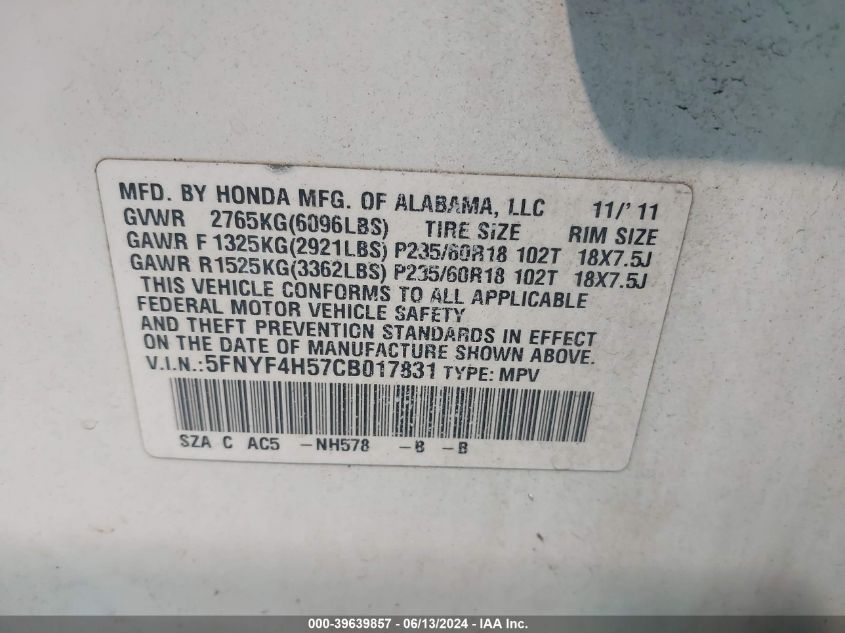 MFD. BY HONDA MFG. OF ALABAMA, LLC 11/'11
GVWR 2765KG(6096LBS) TIRE SIZE RIM SIZE
GAWR F 1325KG(2921LBS) P235/60R18 102T 18X7.5J
GAWR R1525KG(3362LBS) P235/60R18 102T 18X7.5J
THIS VEHICLE CONFORMS TO ALL APPLICABLE
FEDERAL MOTOR VEHICLE SAFETY
AND THEFT PREVENTION STANDARDS IN EFFECT
ON THE DATE OF MANUFACTURE SHOWN ABOVE.
V.I.N.:5FNYF4H57CB017831 TYPE: MPV
SZA C AC5 -NH578 -B -B
000-39639857 / 06/13/2024 / IAA Inc.